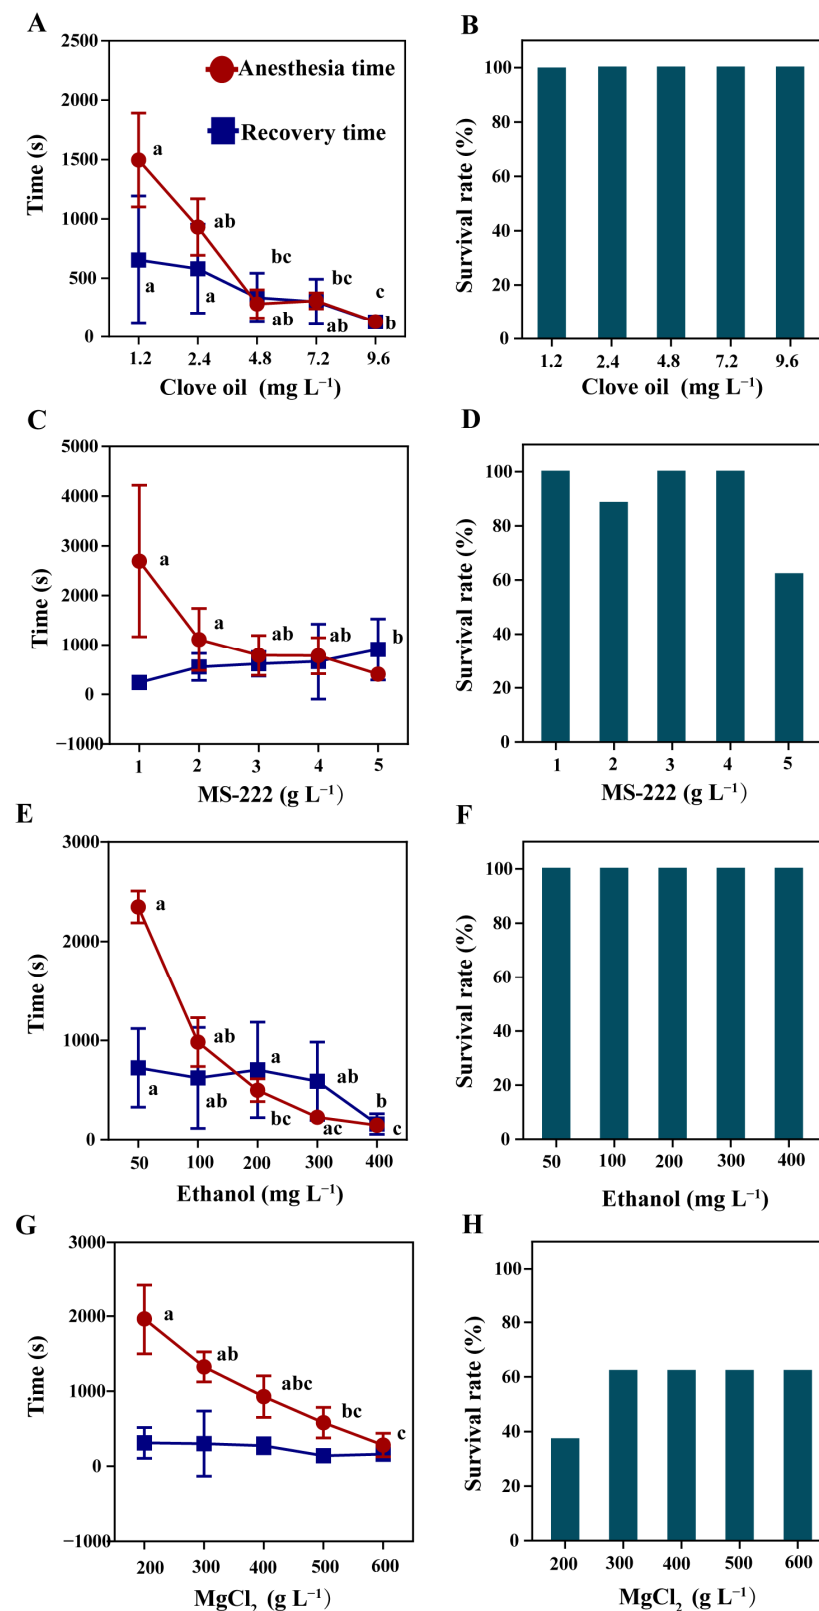 A
2500
2000
1500
1000
500
0
Time (s)
Anesthesia time
Recovery time
a
ab
bc
bc
c
a
a
ab
ab
b
1.2 2.4 4.8 7.2 9.6
Clove oil (mg L⁻¹)
B
100
80
60
40
20
0
Survival rate (%)
1.2 2.4 4.8 7.2 9.6
Clove oil (mg L⁻¹)
C
5000
4000
3000
2000
1000
0
−1000
Time (s)
a
a
ab
ab
b
1 2 3 4 5
MS-222 (g L⁻¹)
D
100
80
60
40
20
0
Survival rate (%)
1 2 3 4 5
MS-222 (g L⁻¹)
E
3000
2000
1000
0
Time (s)
a
ab
a
ab
b
a
ab
bc
ac
c
50 100 200 300 400
Ethanol (mg L⁻¹)
F
100
80
60
40
20
0
Survival rate (%)
50 100 200 300 400
Ethanol (mg L⁻¹)
G
3000
2000
1000
0
−1000
Time (s)
a
ab
abc
bc
c
200 300 400 500 600
MgCl₂ (g L⁻¹)
H
100
80
60
40
20
0
Survival rate (%)
200 300 400 500 600
MgCl₂ (g L⁻¹)